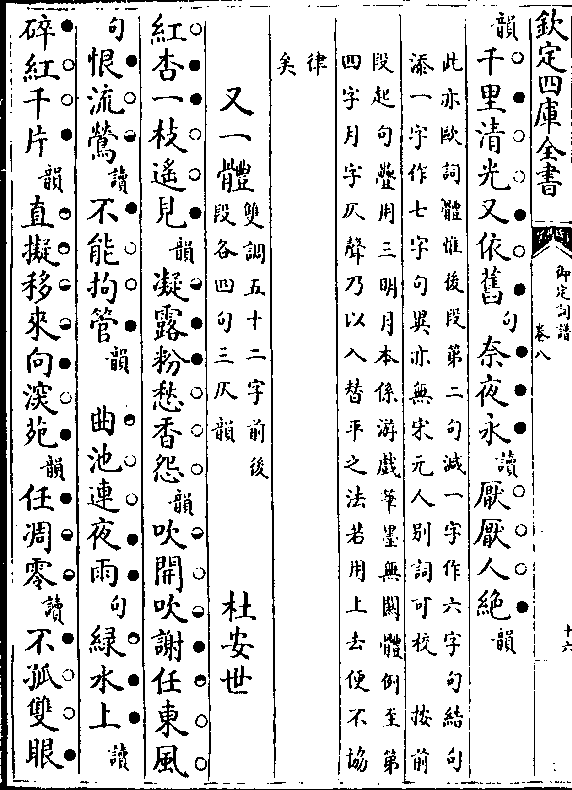 欽定四庫全書
御定詞譜
卷八
十六
韻千里清光又依舊句奈夜永讀厭厭人絶韻
此亦歐詞體惟後段第二句減一字作六字句結句
添一字作七字句異亦無宋元人别詞可校 按前
段起句疊用三明月本係游戲筆墨無關體例至第
四字月字仄聲乃以入替平之法若用上去便不協
律
矣
又一體雙調五十二字前後
段各四句三仄韻 杜安世
紅杏一枝遥見韻凝露粉愁香怨韻吹開吹謝任東風
句恨流鶯讀不能拘管韻 曲池連夜雨句緑水上讀
碎紅千片韻直擬移來向深苑韻任凋零讀不孤雙眼